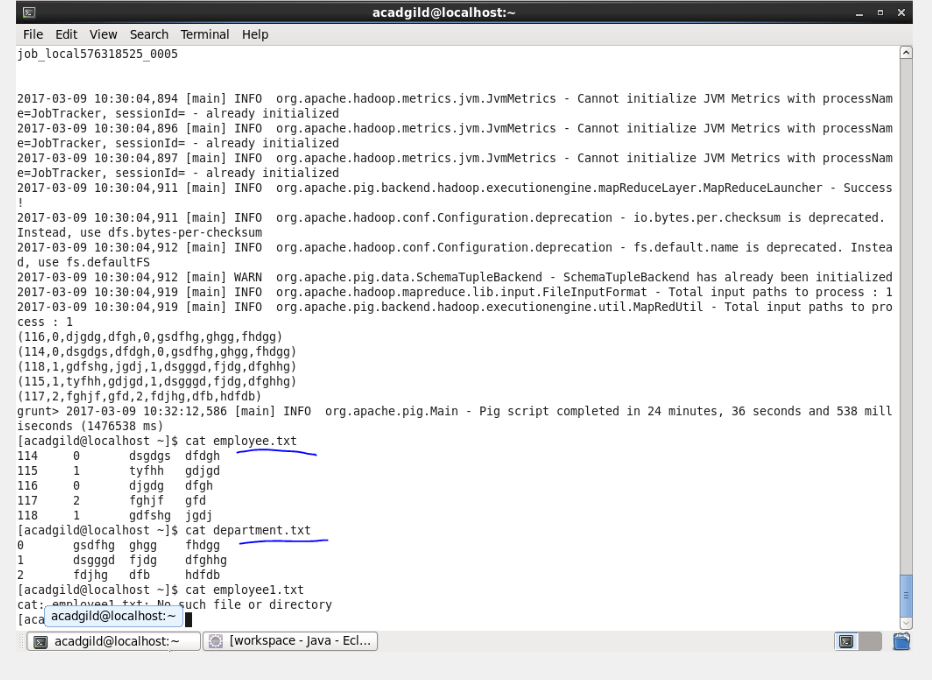 acadgild@localhost:~
File Edit View Search Terminal Help
job_local576318525_0005
2017-03-09 10:30:04,894 [main] INFO  org.apache.hadoop.metrics.jvm.JvmMetrics - Cannot initialize JVM Metrics with processNam
e=JobTracker, sessionId= - already initialized
2017-03-09 10:30:04,896 [main] INFO  org.apache.hadoop.metrics.jvm.JvmMetrics - Cannot initialize JVM Metrics with processNam
e=JobTracker, sessionId= - already initialized
2017-03-09 10:30:04,897 [main] INFO  org.apache.hadoop.metrics.jvm.JvmMetrics - Cannot initialize JVM Metrics with processNam
e=JobTracker, sessionId= - already initialized
2017-03-09 10:30:04,911 [main] INFO  org.apache.pig.backend.hadoop.executionengine.mapReduceLayer.MapReduceLauncher - Success
!
2017-03-09 10:30:04,911 [main] INFO  org.apache.hadoop.conf.Configuration.deprecation - io.bytes.per.checksum is deprecated.
Instead, use dfs.bytes-per-checksum
2017-03-09 10:30:04,912 [main] INFO  org.apache.hadoop.conf.Configuration.deprecation - fs.default.name is deprecated. Instea
d, use fs.defaultFS
2017-03-09 10:30:04,912 [main] WARN  org.apache.pig.data.SchemaTupleBackend - SchemaTupleBackend has already been initialized
2017-03-09 10:30:04,919 [main] INFO  org.apache.hadoop.mapreduce.lib.input.FileInputFormat - Total input paths to process : 1
2017-03-09 10:30:04,919 [main] INFO  org.apache.pig.backend.hadoop.executionengine.util.MapRedUtil - Total input paths to pro
cess : 1
(116,0,djgdg,dfgh,0,gsdfhg,ghgg,fhdgg)
(114,0,dsgdgs,dfdgh,0,gsdfhg,ghgg,fhdgg)
(118,1,gdfshg,jgdj,1,dsgggd,fjdg,dfghhg)
(115,1,tyfhh,gdjgd,1,dsgggd,fjdg,dfghhg)
(117,2,fghjf,gfd,2,fdjhg,dfb,hdfdb)
grunt> 2017-03-09 10:32:12,586 [main] INFO  org.apache.pig.Main - Pig script completed in 24 minutes, 36 seconds and 538 mill
iseconds (1476538 ms)
[acadgild@localhost ~]$ cat employee.txt
114 0 dsgdgs dfdgh
115 1 tyfhh gdjgd
116 0 djgdg dfgh
117 2 fghjf gfd
118 1 gdfshg jgdj
[acadgild@localhost ~]$ cat department.txt
0 gsdfhg ghgg fhdgg
1 dsgggd fjdg dfghhg
2 fdjhg dfb hdfdb
[acadgild@localhost ~]$ cat employee1.txt
cat: employee1.txt: No such file or directory
[aca
acadgild@localhost:~
acadgild@localhost:~
[workspace - Java - Ecl...